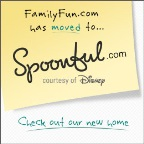 FamilyFun.com
has moved to...
Spoonful.com
courtesy of Disney
Check out our new home